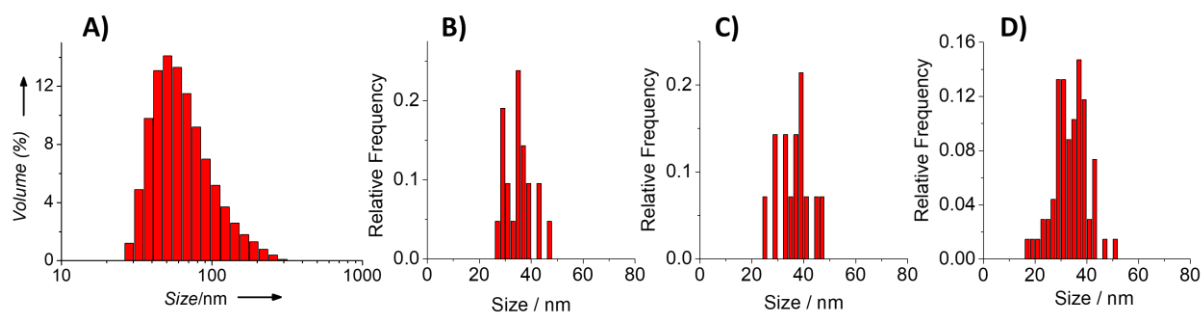 A)
Volume (%)
12
8
4
0
10
100
1000
Size/nm
B)
Relative Frequency
0.2
0.1
0.0
0
20
40
60
80
Size / nm
C)
Relative Frequency
0.2
0.1
0.0
0
20
40
60
80
Size / nm
D)
Relative Frequency
0.16
0.12
0.08
0.04
0.00
0
20
40
60
80
Size / nm